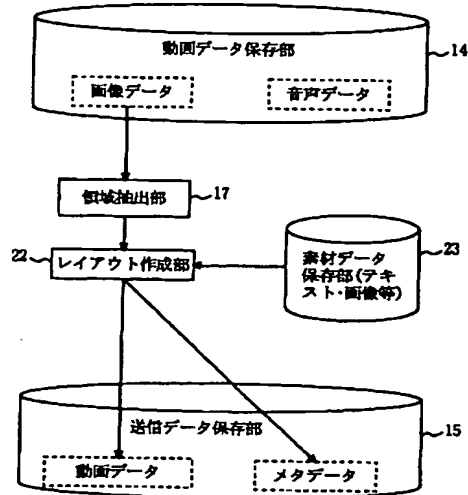 動画データ保存部
14
画像データ
音声データ
領域抽出部
17
22
レイアウト作成部
素材データ
保存部(テキ
スト・画像等)
23
送信データ保存部
15
動画データ
メタデータ